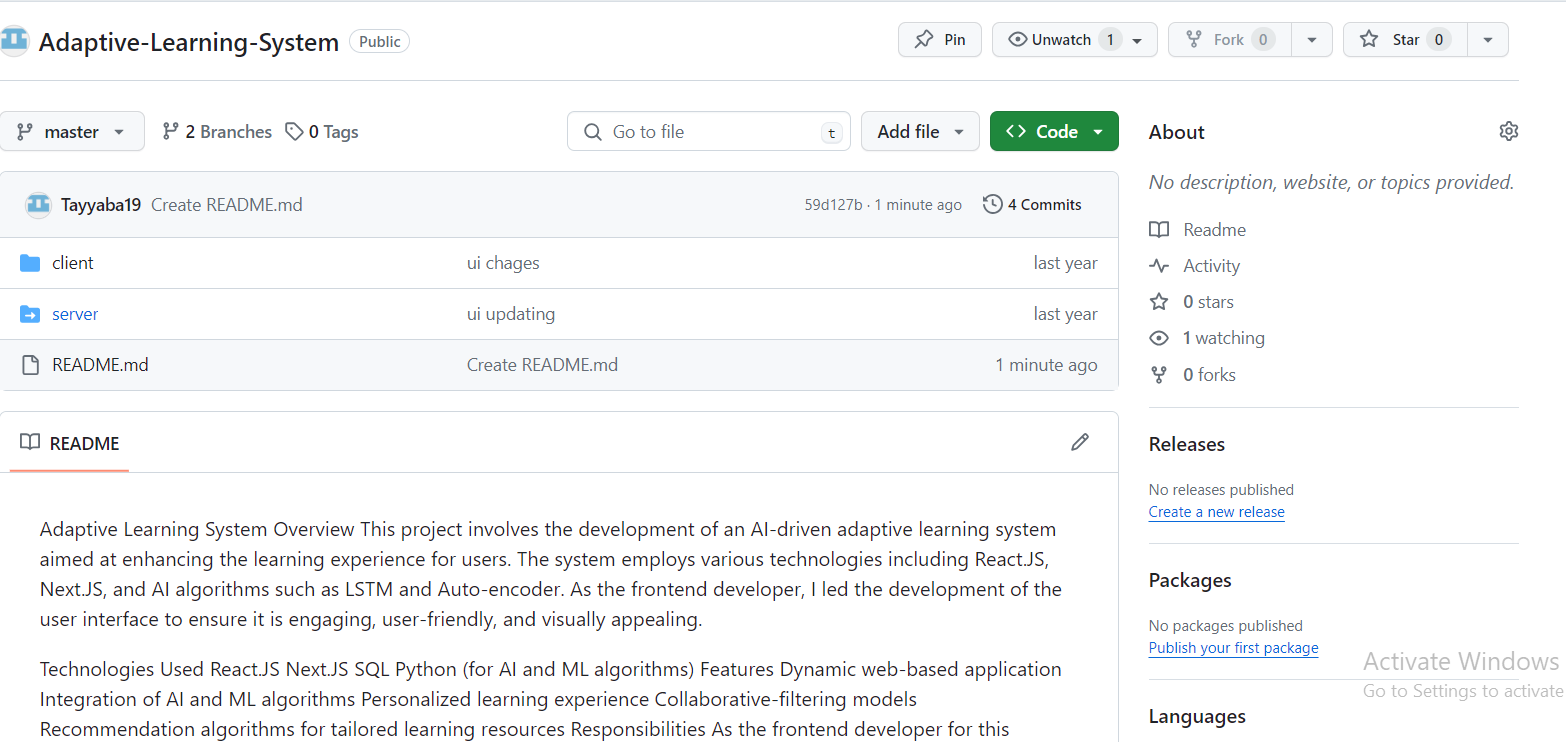 Adaptive-Learning-System Public Pin Unwatch 1 Fork 0 Star 0
master 2 Branches 0 Tags Go to file t Add file Code
Tayyaba19 Create README.md 59d127b · 1 minute ago 4 Commits
client ui chages last year
server ui updating last year
README.md Create README.md 1 minute ago
README
Adaptive Learning System Overview This project involves the development of an AI-driven adaptive learning system
aimed at enhancing the learning experience for users. The system employs various technologies including React.JS,
Next.JS, and AI algorithms such as LSTM and Auto-encoder. As the frontend developer, I led the development of the
user interface to ensure it is engaging, user-friendly, and visually appealing.
Technologies Used React.JS Next.JS SQL Python (for AI and ML algorithms) Features Dynamic web-based application
Integration of AI and ML algorithms Personalized learning experience Collaborative-filtering models
Recommendation algorithms for tailored learning resources Responsibilities As the frontend developer for this
About
No description, website, or topics provided.
Readme
Activity
0 stars
1 watching
0 forks
Releases
No releases published
Create a new release
Packages
No packages published
Publish your first package
Languages
Activate Windows
Go to Settings to activate